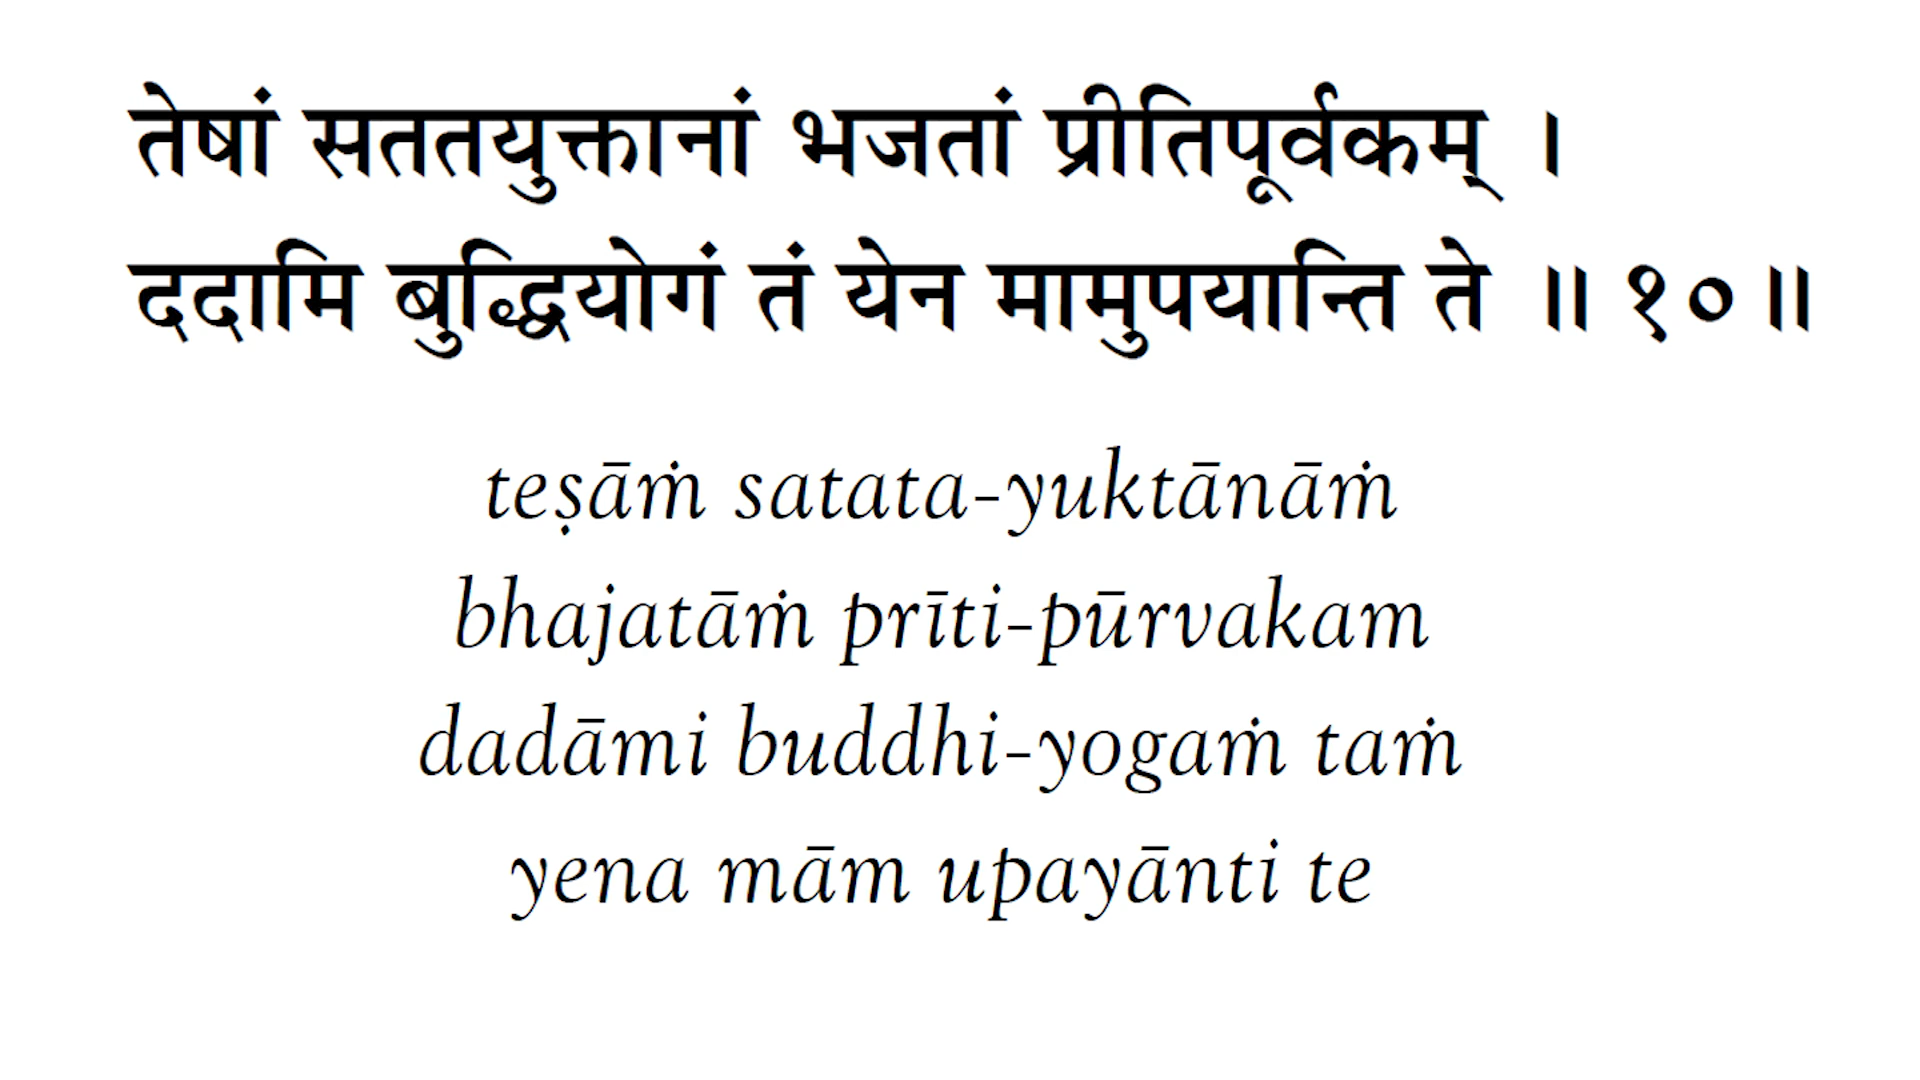 तेषां सततयुक्तानां भजतां प्रीतिपूर्वकम् ।
ददामि बुद्धियोगं तं येन मामुपयान्ति ते ॥ १० ॥
teṣāṁ satata-yuktānāṁ
bhajatāṁ prīti-pūrvakam
dadāmi buddhi-yogaṁ taṁ
yena mām upayānti te